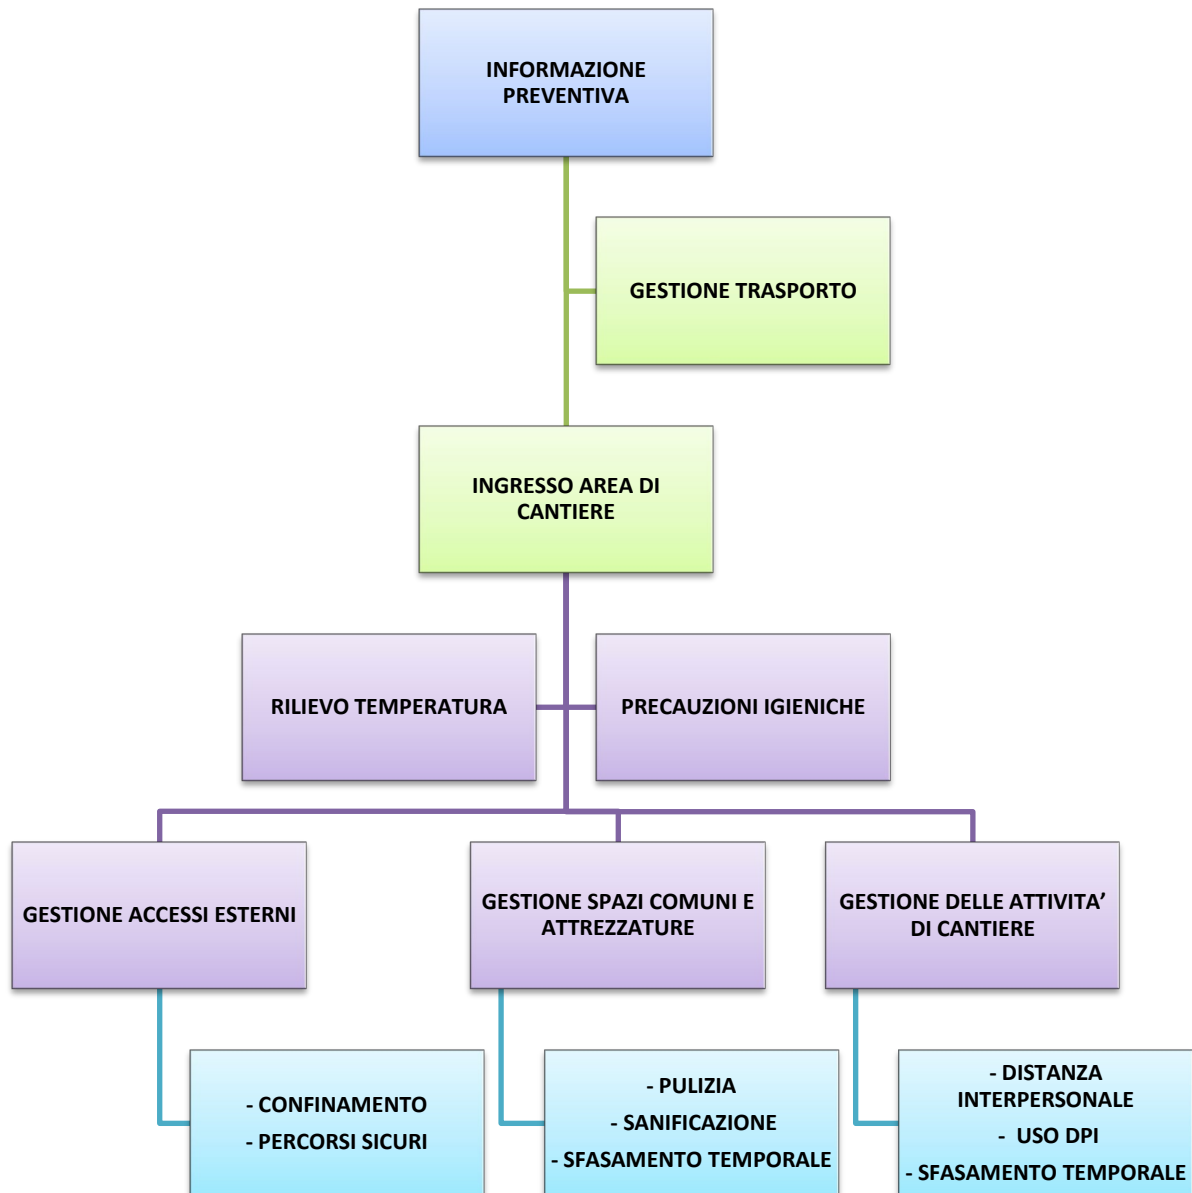 INFORMAZIONE
PREVENTIVA
GESTIONE TRASPORTO
INGRESSO AREA DI
CANTIERE
RILIEVO TEMPERATURA
PRECAUZIONI IGIENICHE
GESTIONE ACCESSI ESTERNI
GESTIONE SPAZI COMUNI E
ATTREZZATURE
GESTIONE DELLE ATTIVITA’
DI CANTIERE
- CONFINAMENTO
- PERCORSI SICURI
- PULIZIA
- SANIFICAZIONE
- SFASAMENTO TEMPORALE
- DISTANZA
INTERPERSONALE
- USO DPI
- SFASAMENTO TEMPORALE